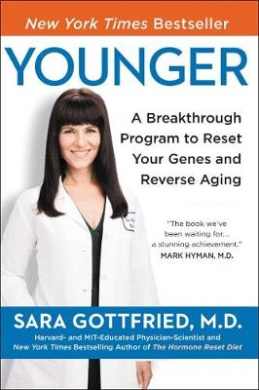 New York Times Bestseller
YOUNGER
A Breakthrough
Program to Reset
Your Genes and
Reverse Aging
"The book we've
been waiting for...
a stunning achievement."
MARK HYMAN, M.D.
SARA GOTTFRIED, M.D.
Harvard- and MIT-Educated Physician-Scientist and
New York Times Bestselling Author of The Hormone Reset Diet